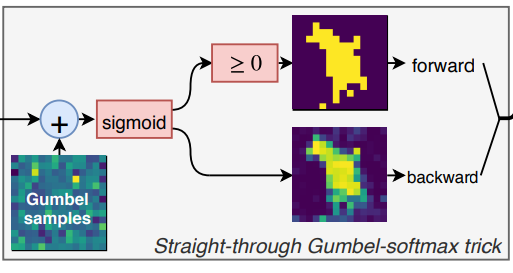 ≥ 0
forward
+
sigmoid
Gumbel
samples
backward
Straight-through Gumbel-softmax trick